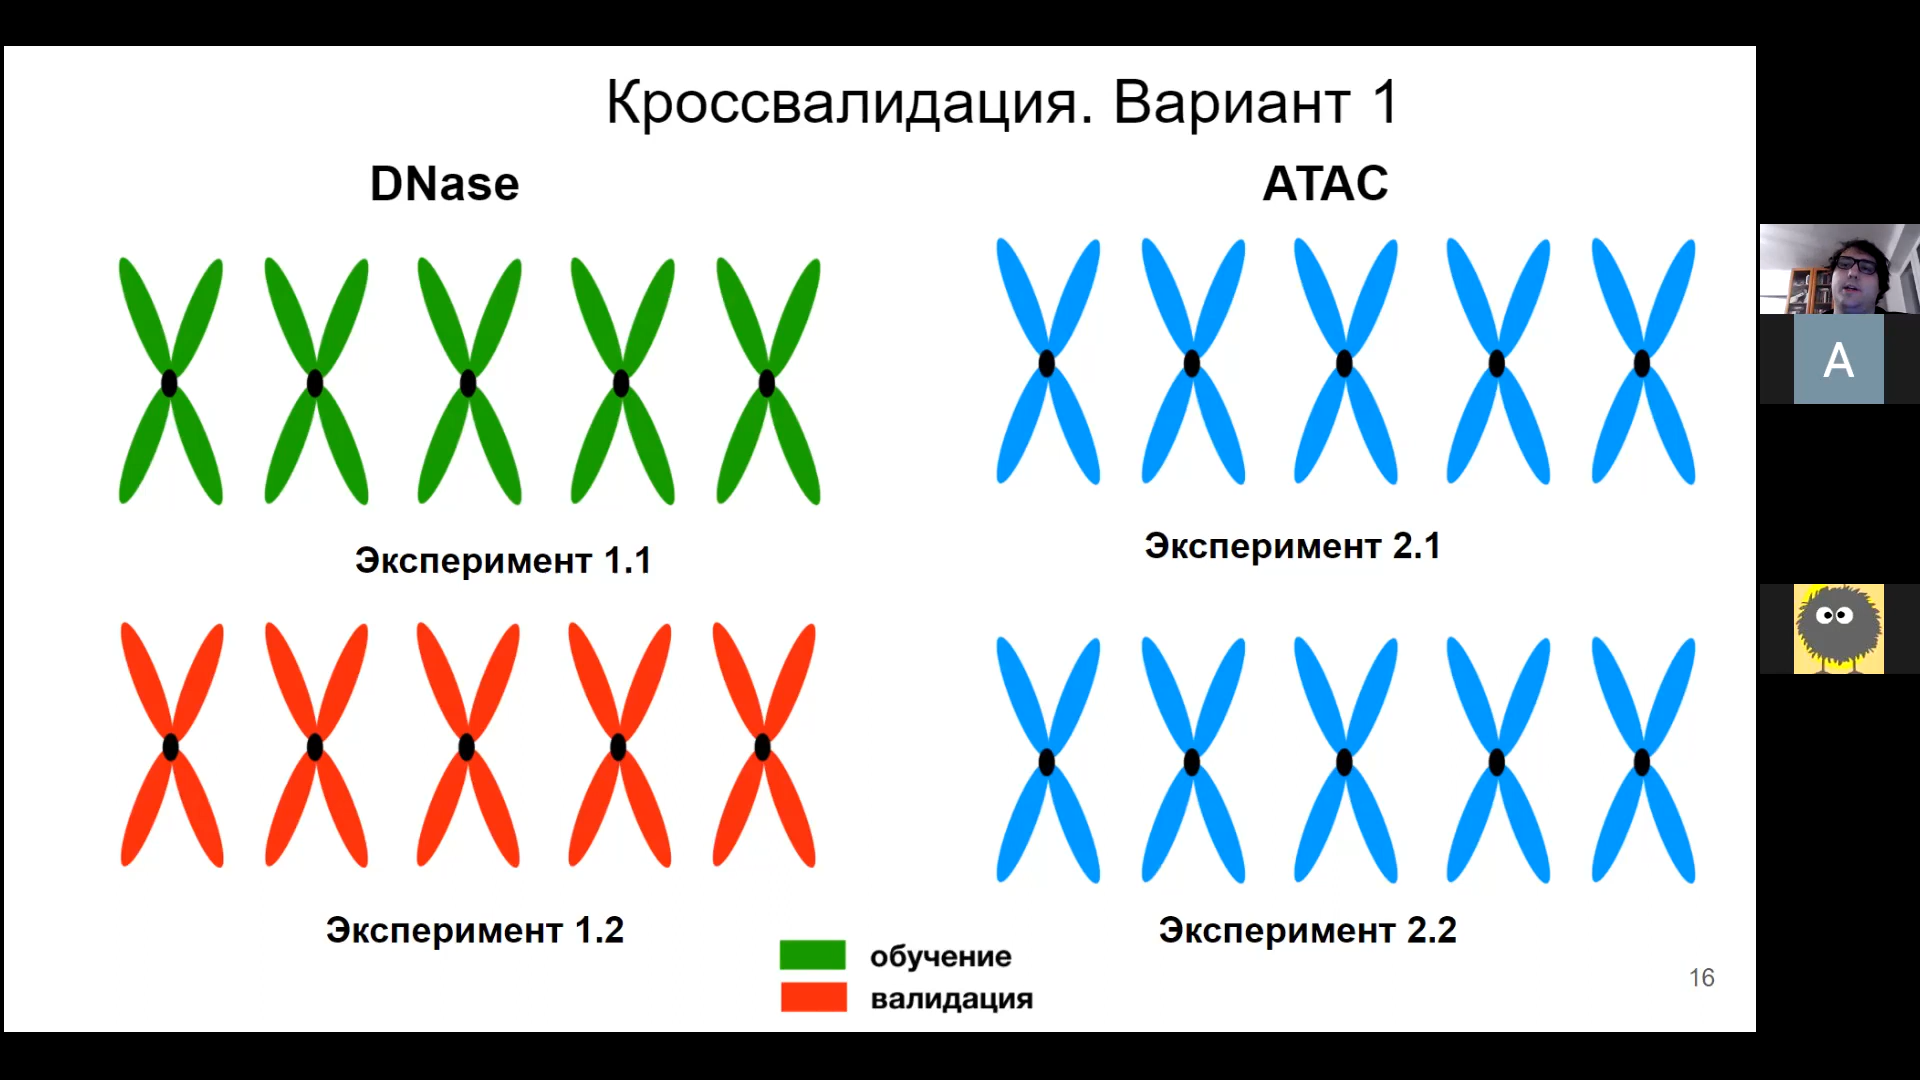 Кроссвалидация. Вариант 1
DNase
ATAC
Эксперимент 1.1
Эксперимент 2.1
Эксперимент 1.2
Эксперимент 2.2
обучение
валидация
16
A